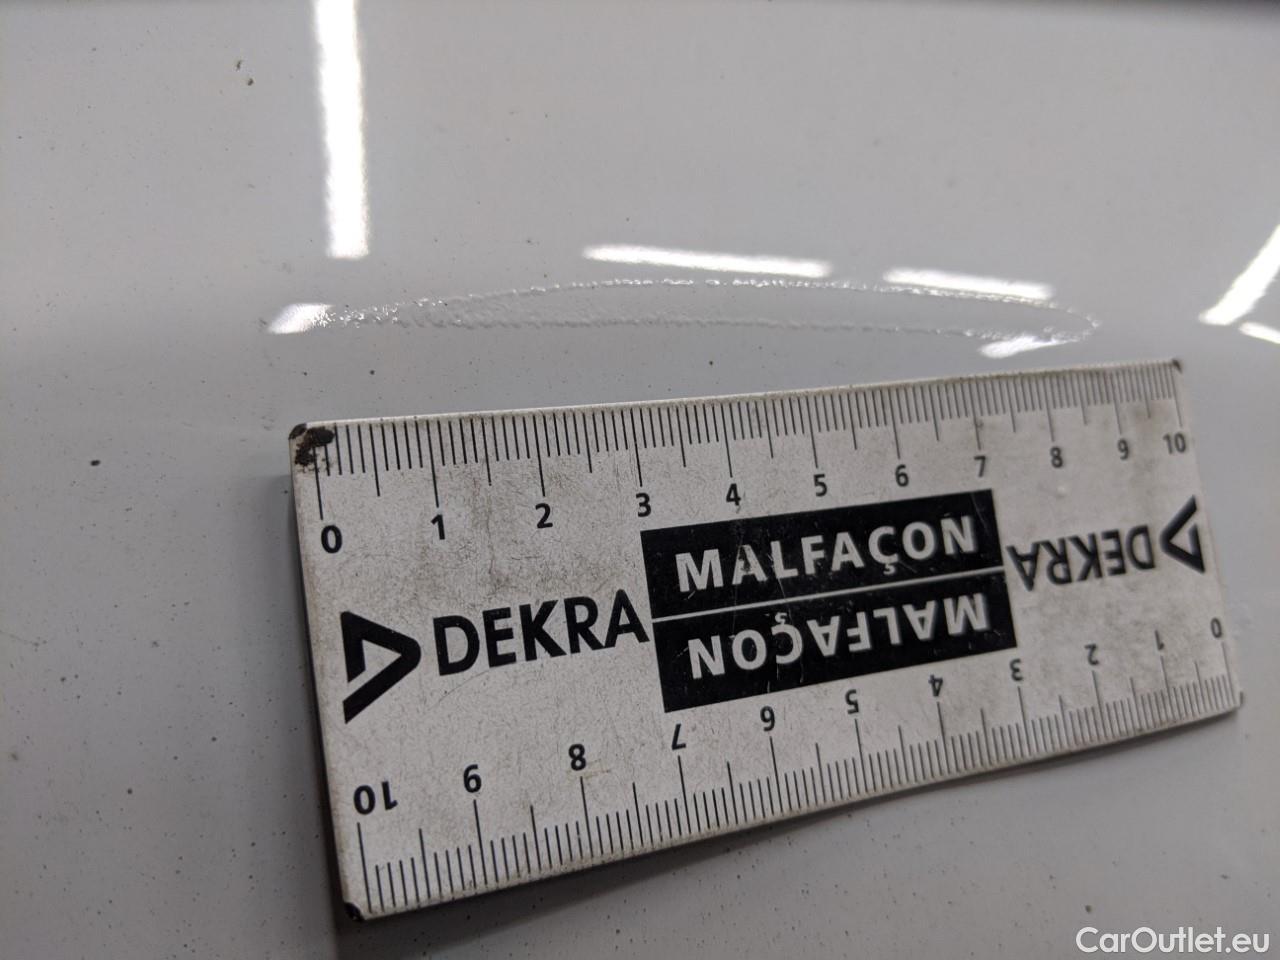 0 1 2 3 4 5 6 7 8 9 10
DEKRA MALFAÇON DEKRA
MALFAÇON
10 9 8 7 6 5 4 3 2 1 0
CarOutlet.eu